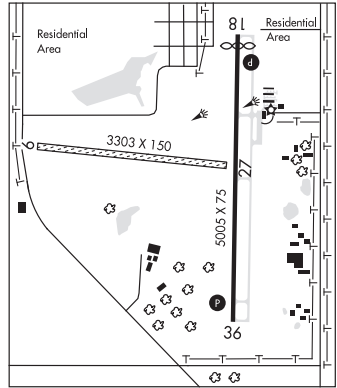 Residential
Area
18
Residential
Area
P
3303 X 150
27
5005 X 75
P
36